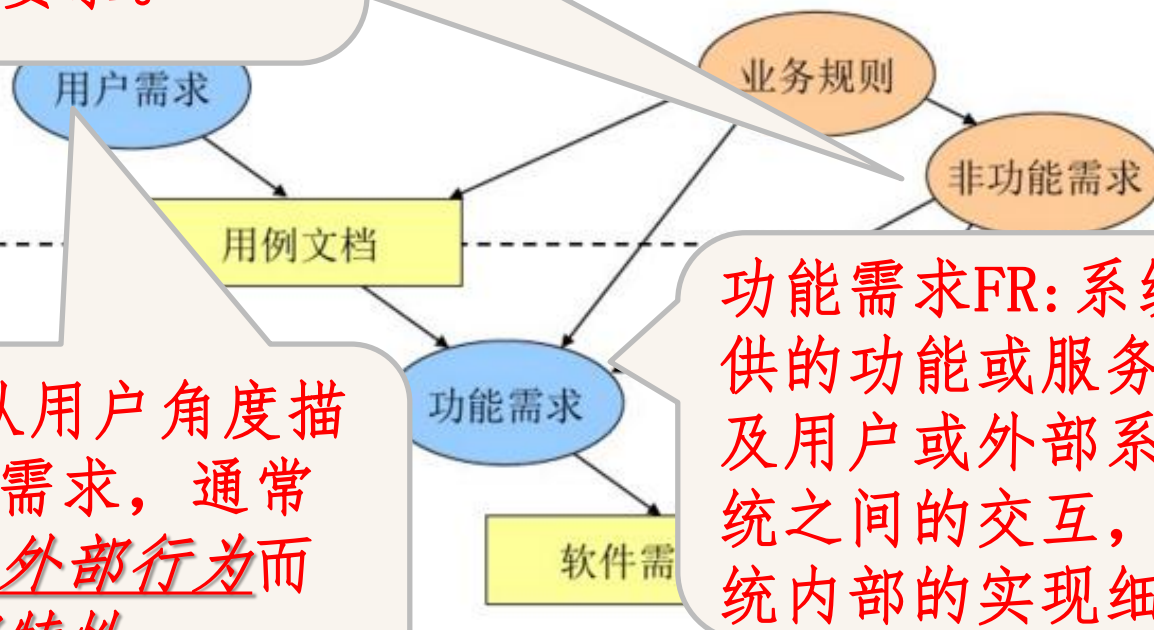 用户需求
业务规则
非功能需求
用例文档
功能需求FR:系
供的功能或服务
及用户或外部系
统之间的交互，
统内部的实现细
从用户角度描
需求，通常
外部行为而
特性
功能需求
软件需